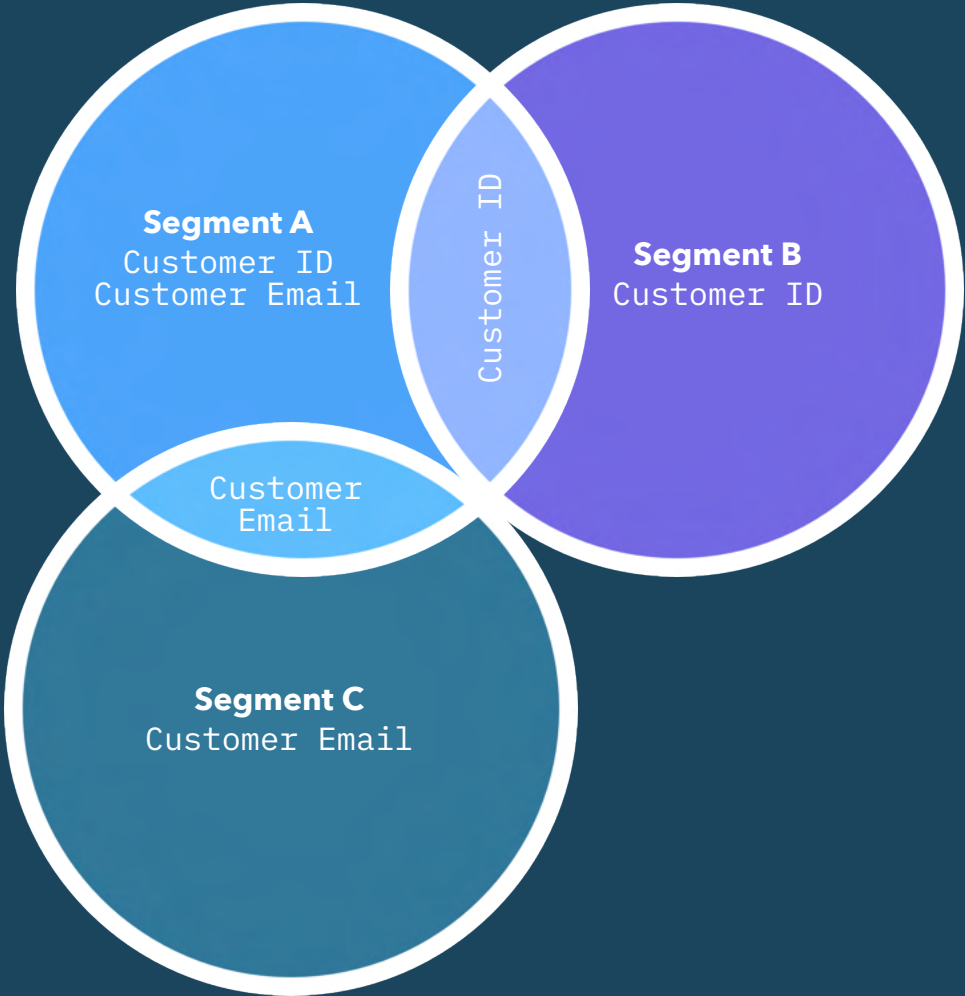 Segment A
Customer ID
Customer Email
Customer ID
Segment B
Customer ID
Customer
Email
Segment C
Customer Email